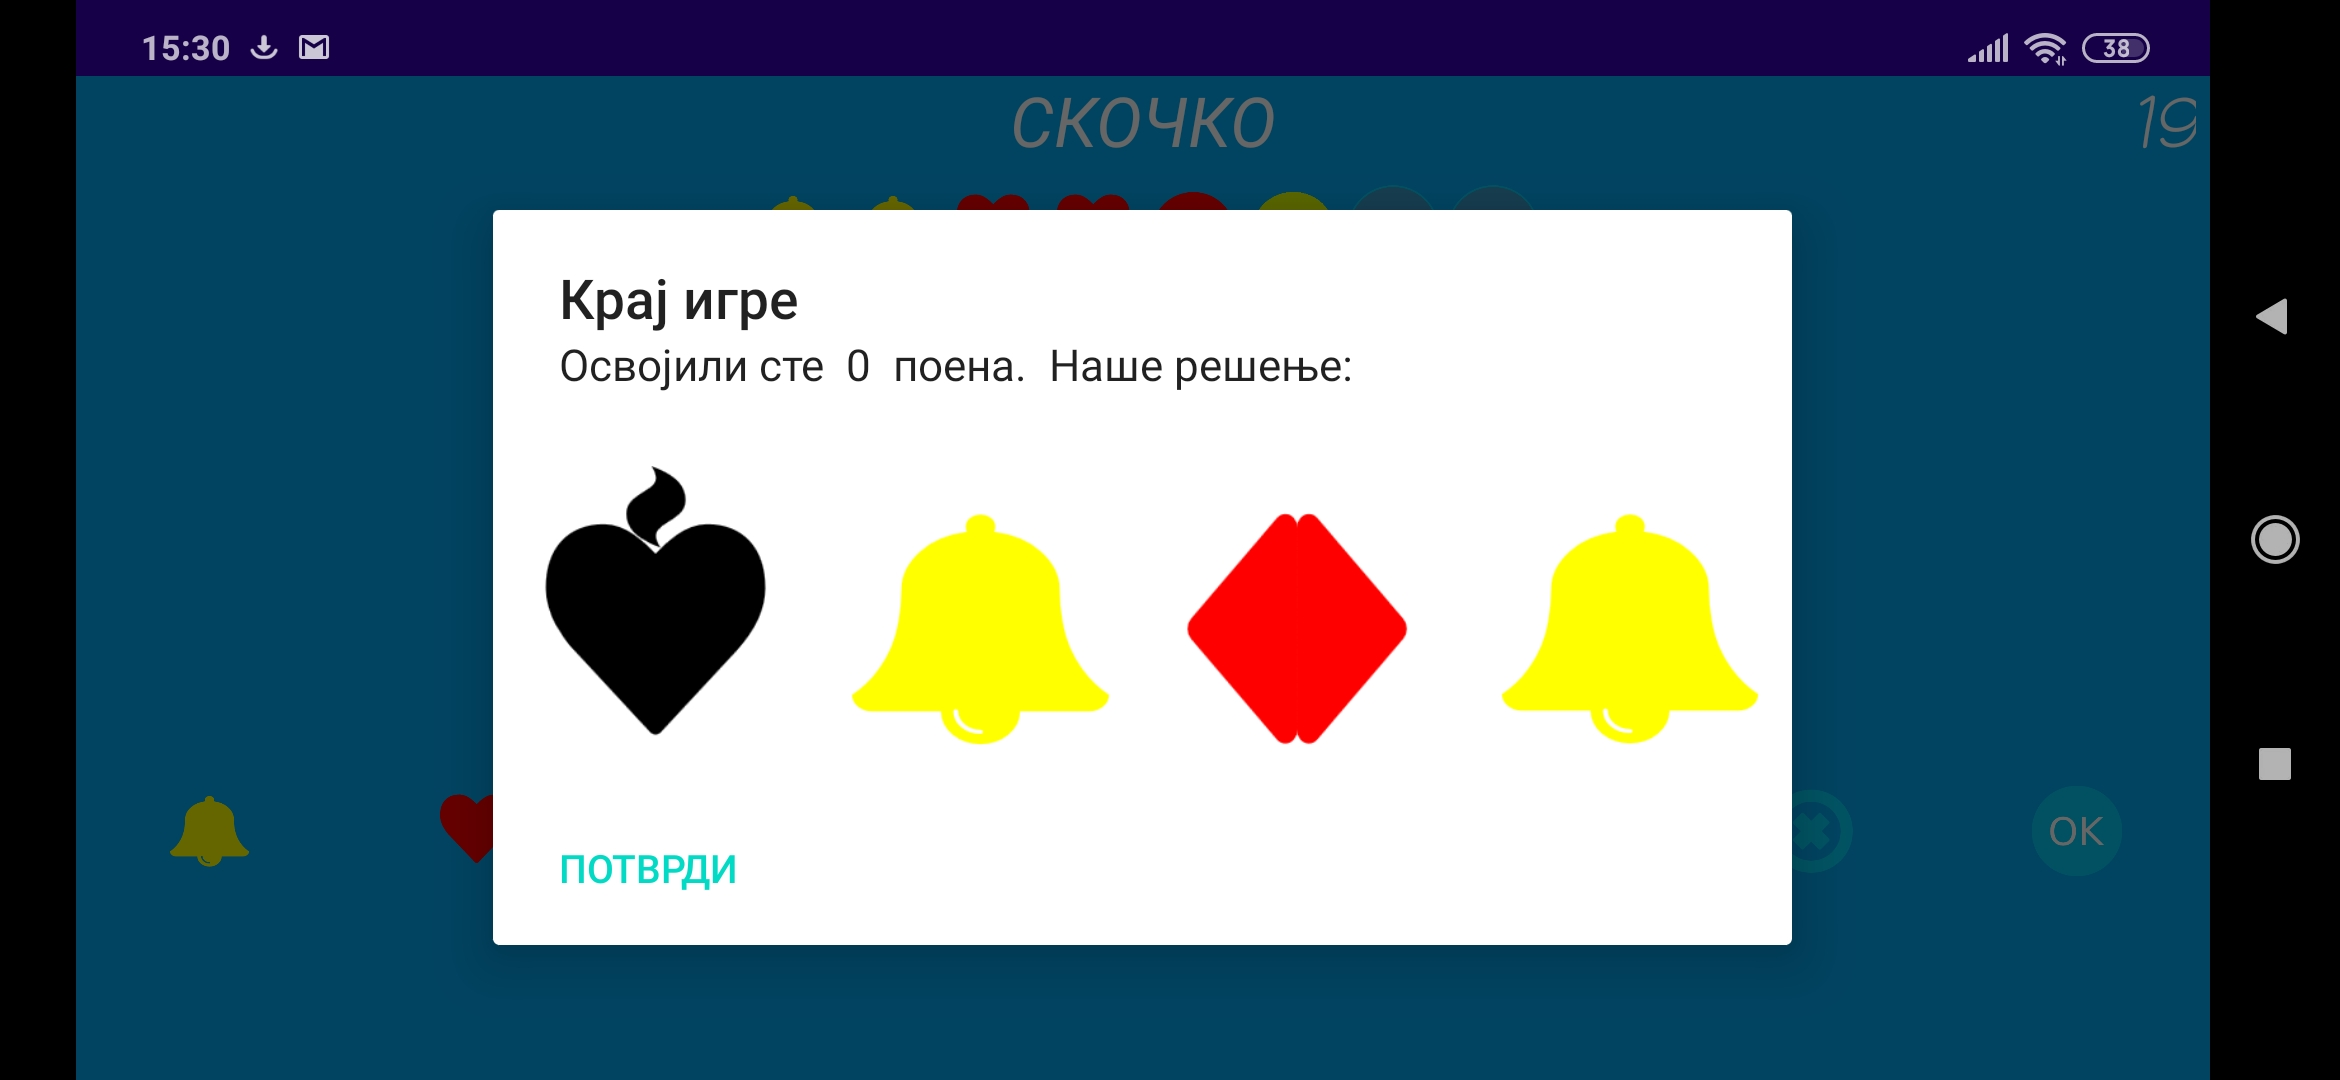 15:30
38
СКОЧКО
19
Крај игре
Освојили сте 0 поена. Наше решење:
OK
ПОТВРДИ